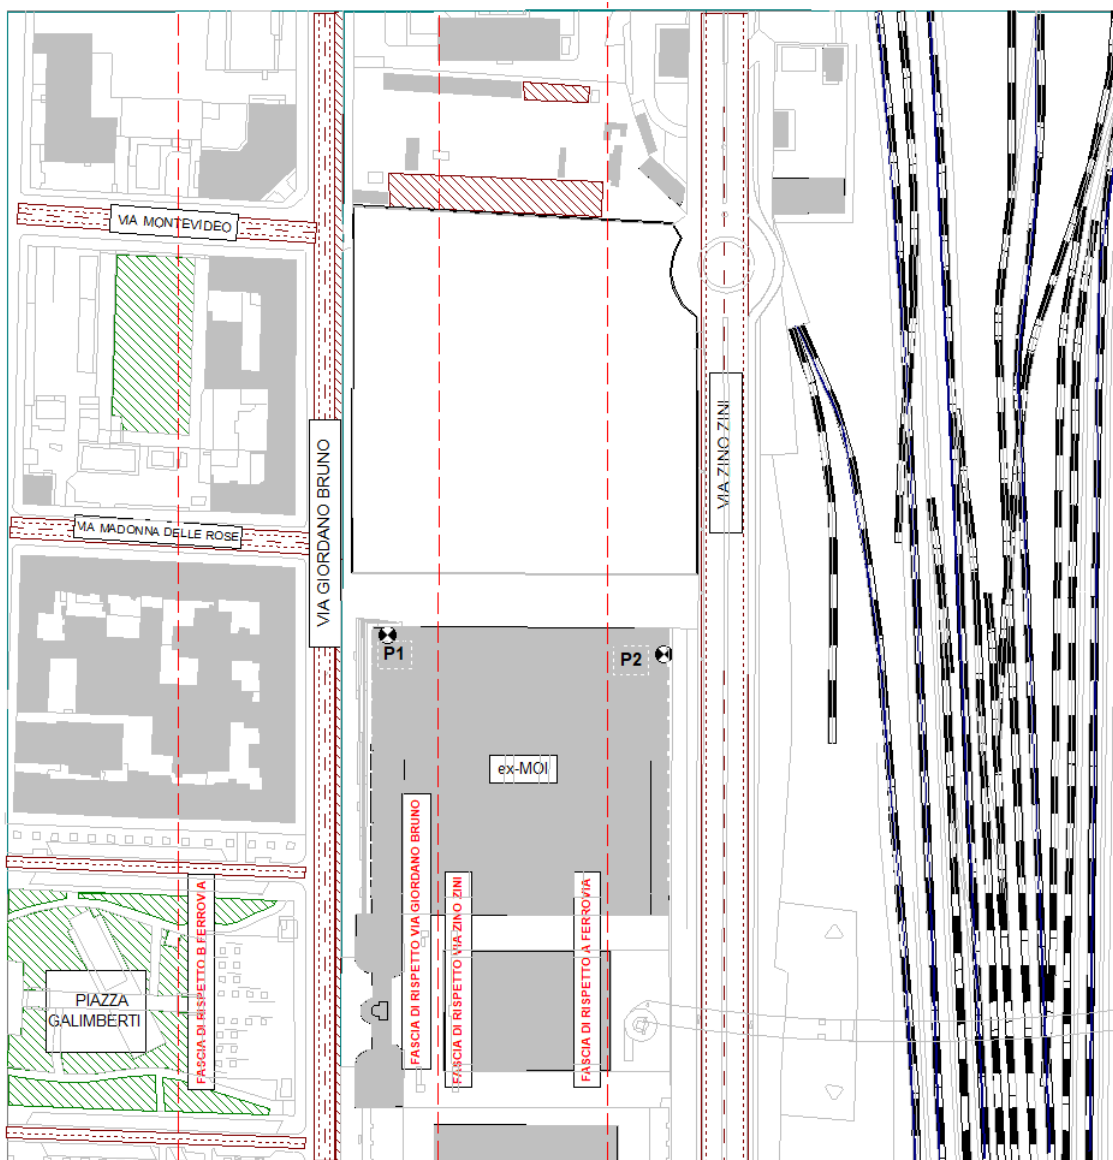 VIA MONTEVIDEO
VIA GIORDANO BRUNO
VIA ZINO ZINI
VIA MADONNA DELLE ROSE
P1
P2
ex-MOI
FASCIA DI RISPETTO B FERROVIA
FASCIA DI RISPETTO VIA GIORDANO BRUNO
FASCIA DI RISPETTO VIA ZINO ZINI
FASCIA DI RISPETTO A FERROVIA
PIAZZA
GALIMBERTI